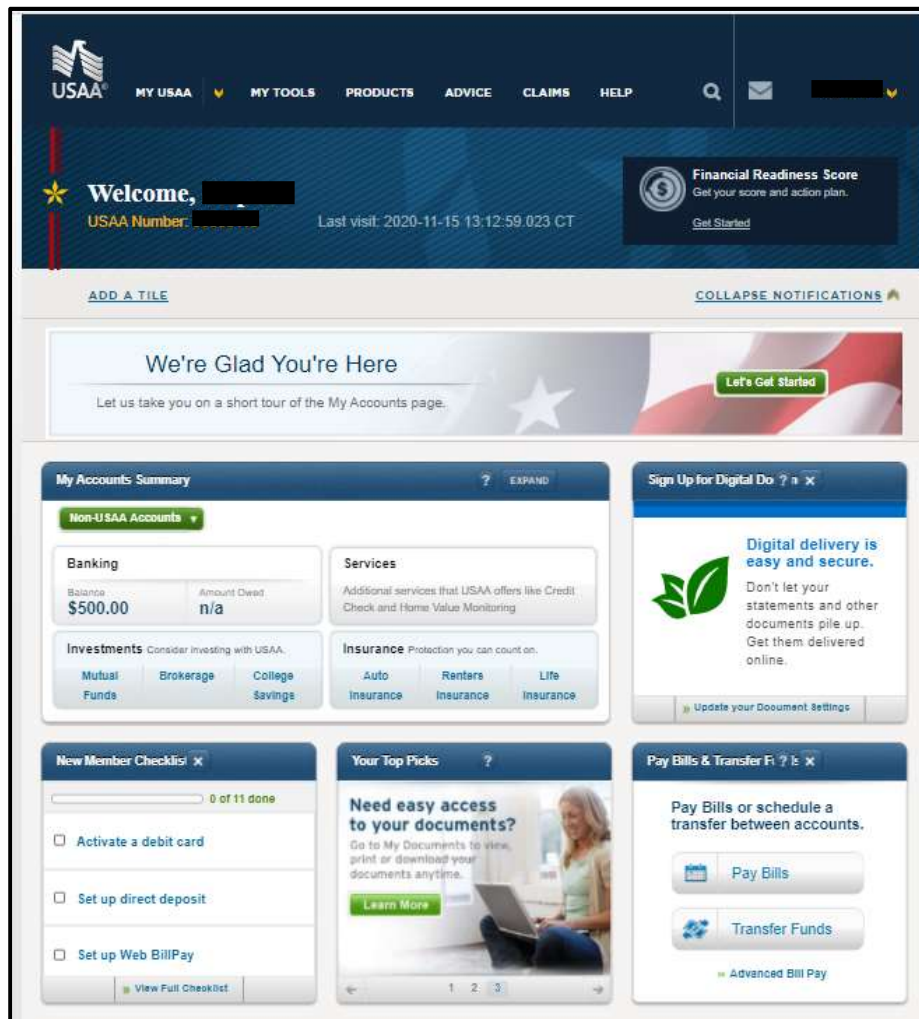 USAA®
MY USAA
MY TOOLS
PRODUCTS
ADVICE
CLAIMS
HELP
Welcome,
USAA Number:
Last visit: 2020-11-15 13:12:59.023 CT
Financial Readiness Score
Get your score and action plan.
Get Started
ADD A TILE
COLLAPSE NOTIFICATIONS
We're Glad You're Here
Let us take you on a short tour of the My Accounts page.
Let's Get Started
My Accounts Summary
?
EXPAND
Non-USAA Accounts
Banking
Balance
Amount Owed
$500.00
n/a
Services
Additional services that USAA offers like Credit
Check and Home Value Monitoring
Investments Consider investing with USAA.
Mutual
Funds
Brokerage
College
Savings
Insurance Protection you can count on.
Auto
Insurance
Renters
Insurance
Life
Insurance
Sign Up for Digital Do ?
Digital delivery is
easy and secure.
Don't let your
statements and other
documents pile up.
Get them delivered
online.
» Update your Document Settings
New Member Checklist
0 of 11 done
Activate a debit card
Set up direct deposit
Set up Web BillPay
» View Full Checklist
Your Top Picks
?
Need easy access
to your documents?
Go to My Documents to view,
print or download your
documents anytime.
Learn More
1 2 3
Pay Bills & Transfer ?
Pay Bills or schedule a
transfer between accounts.
Pay Bills
Transfer Funds
» Advanced Bill Pay